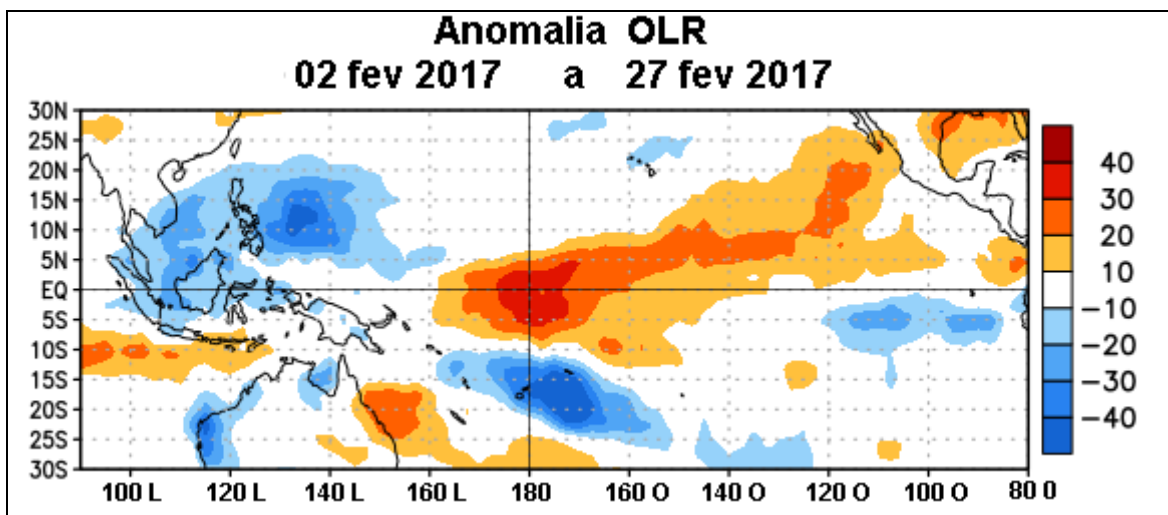 Anomalia OLR
02 fev 2017 a 27 fev 2017
30N
25N
20N
15N
10N
5N
EQ
5S
10S
15S
20S
25S
30S
100 L 120 L 140 L 160 L 180 160 O 140 O 120 O 100 O 80 O
40
30
20
10
−10
−20
−30
−40